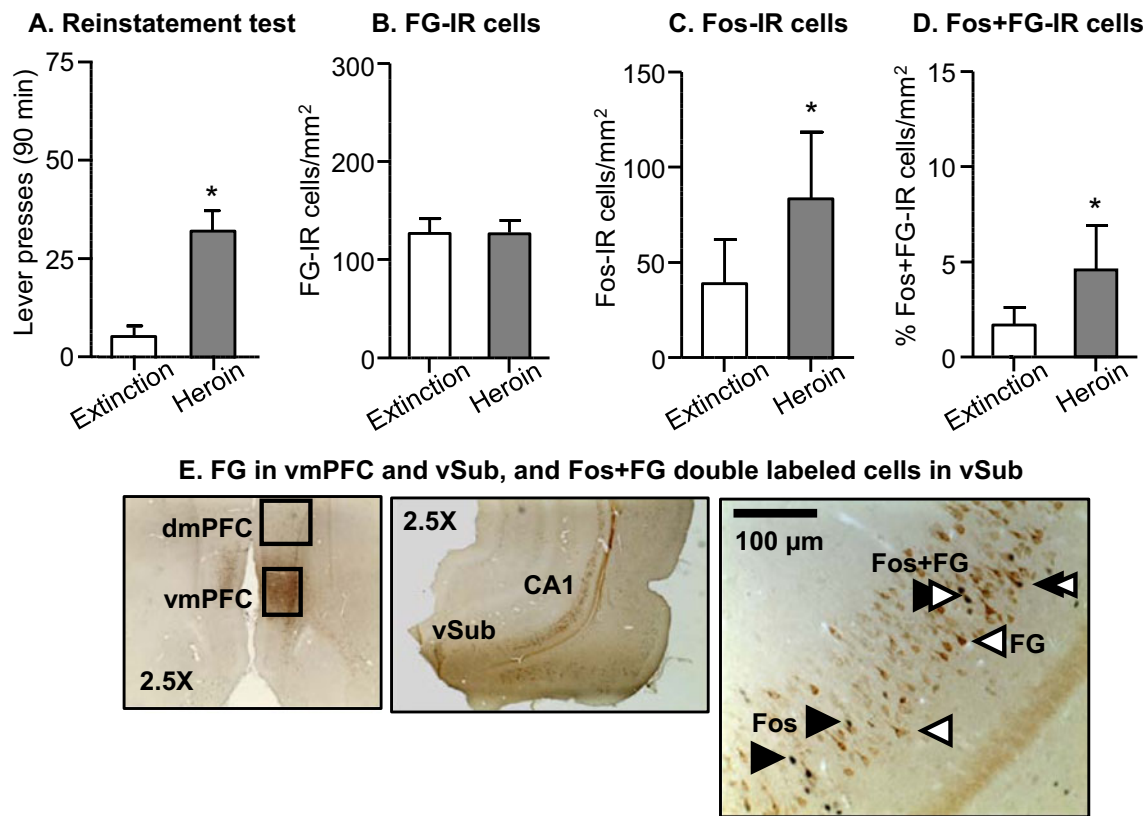 A. Reinstatement test
Lever presses (90 min)
75
50
25
0
*
Extinction
Heroin
B. FG-IR cells
FG-IR cells/mm²
300
200
100
0
Extinction
Heroin
C. Fos-IR cells
Fos-IR cells/mm²
150
100
50
0
*
Extinction
Heroin
D. Fos+FG-IR cells
% Fos+FG-IR cells/mm²
15
10
5
0
*
Extinction
Heroin
E. FG in vmPFC and vSub, and Fos+FG double labeled cells in vSub
dmPFC
vmPFC
2.5X
2.5X
CA1
vSub
100 µm
Fos+FG
FG
Fos